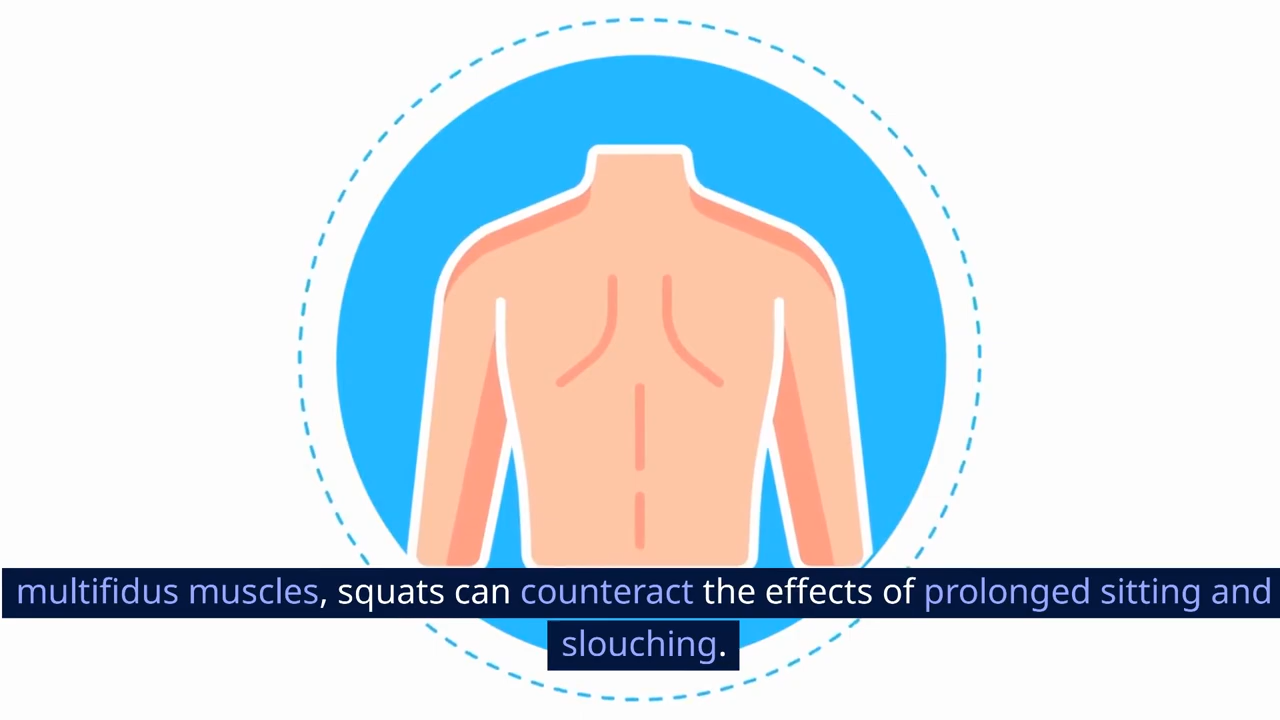 multifidus muscles, squats can counteract the effects of prolonged sitting and
slouching.